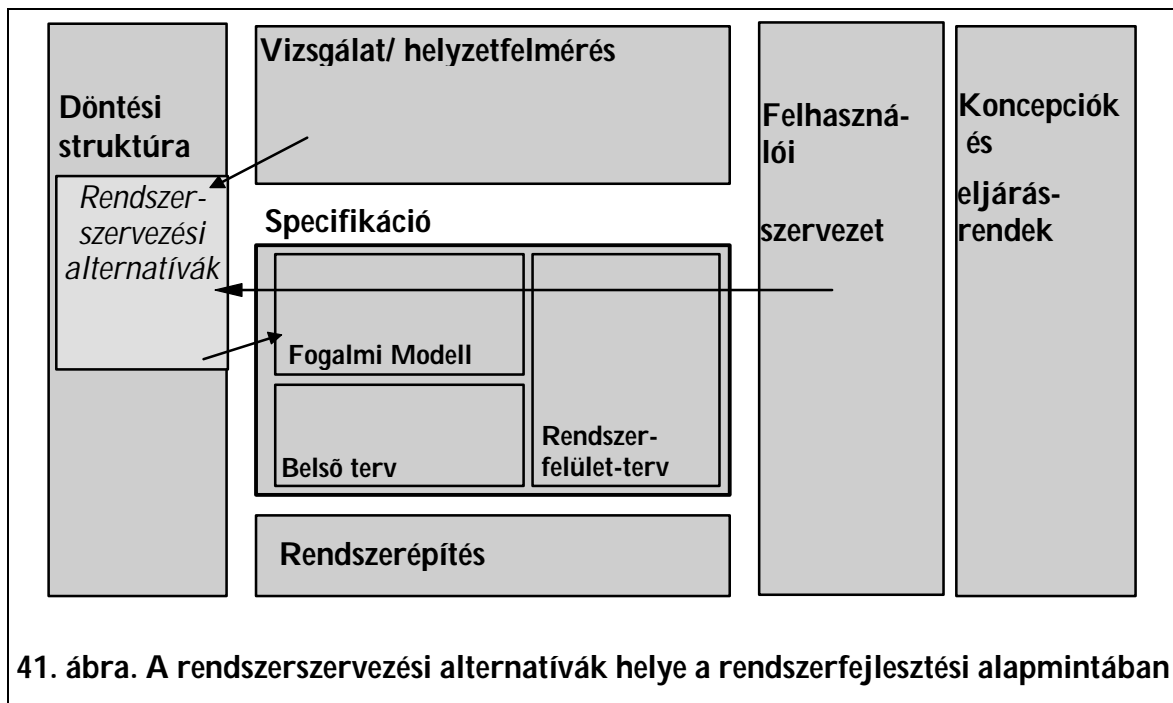 Döntési
struktúra
Rendszer-
szervezési
alternatívák
Vizsgálat/ helyzetfelmérés
Specifikáció
Fogalmi Modell
Belsõ terv
Rendszer-
felület-terv
Rendszerépítés
Felhaszná-
lói
szervezet
Koncepciók
és
eljárás-
rendek
41. ábra. A rendszerszervezési alternatívák helye a rendszerfejlesztési alapmintában